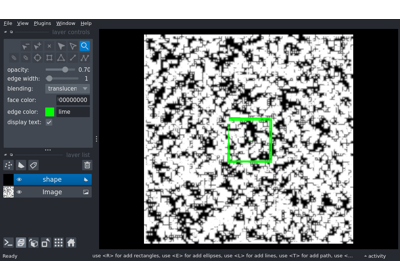 File View Plugins Window Help
layer controls
opacity: 0.70
edge width: 1
blending: translucen
face color: 00000000
edge color: lime
display text:
layer list
shape
Image
Ready
use <R> for add rectangles, use <E> for add ellipses, use <L> for add lines, use <T> for add path, use <... activity